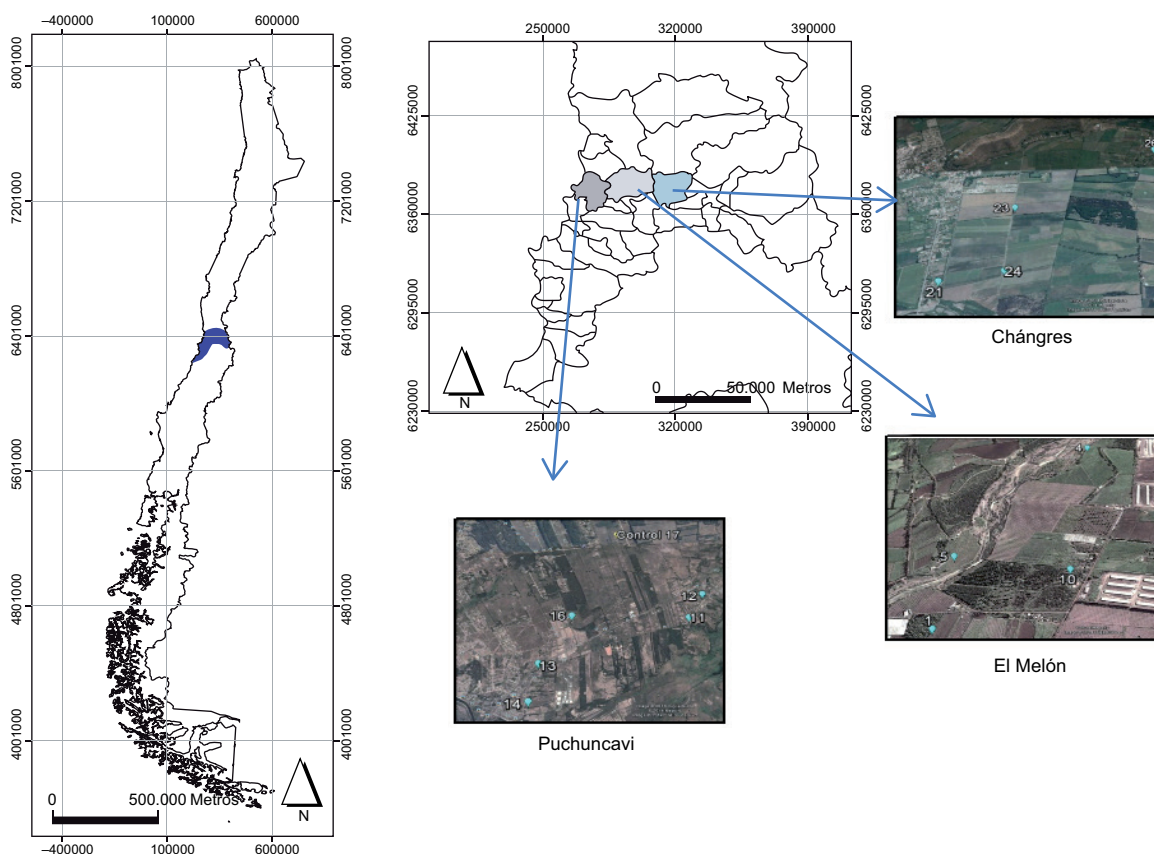 −400000 100000 600000
8001000 8001000
7201000 7201000
6401000 6401000
5601000 5601000
4801000 4801000
4001000 4001000
0 500.000 Metros
N
−400000 100000 600000
250000 320000 390000
6425000 6425000
6360000 6360000
6295000 6295000
6230000 6230000
0 50.000 Metros
N
250000 320000 390000
23
24
21
Chángres
4
5
10
1
El Melón
Control 17
12
16
11
13
14
Puchuncavi